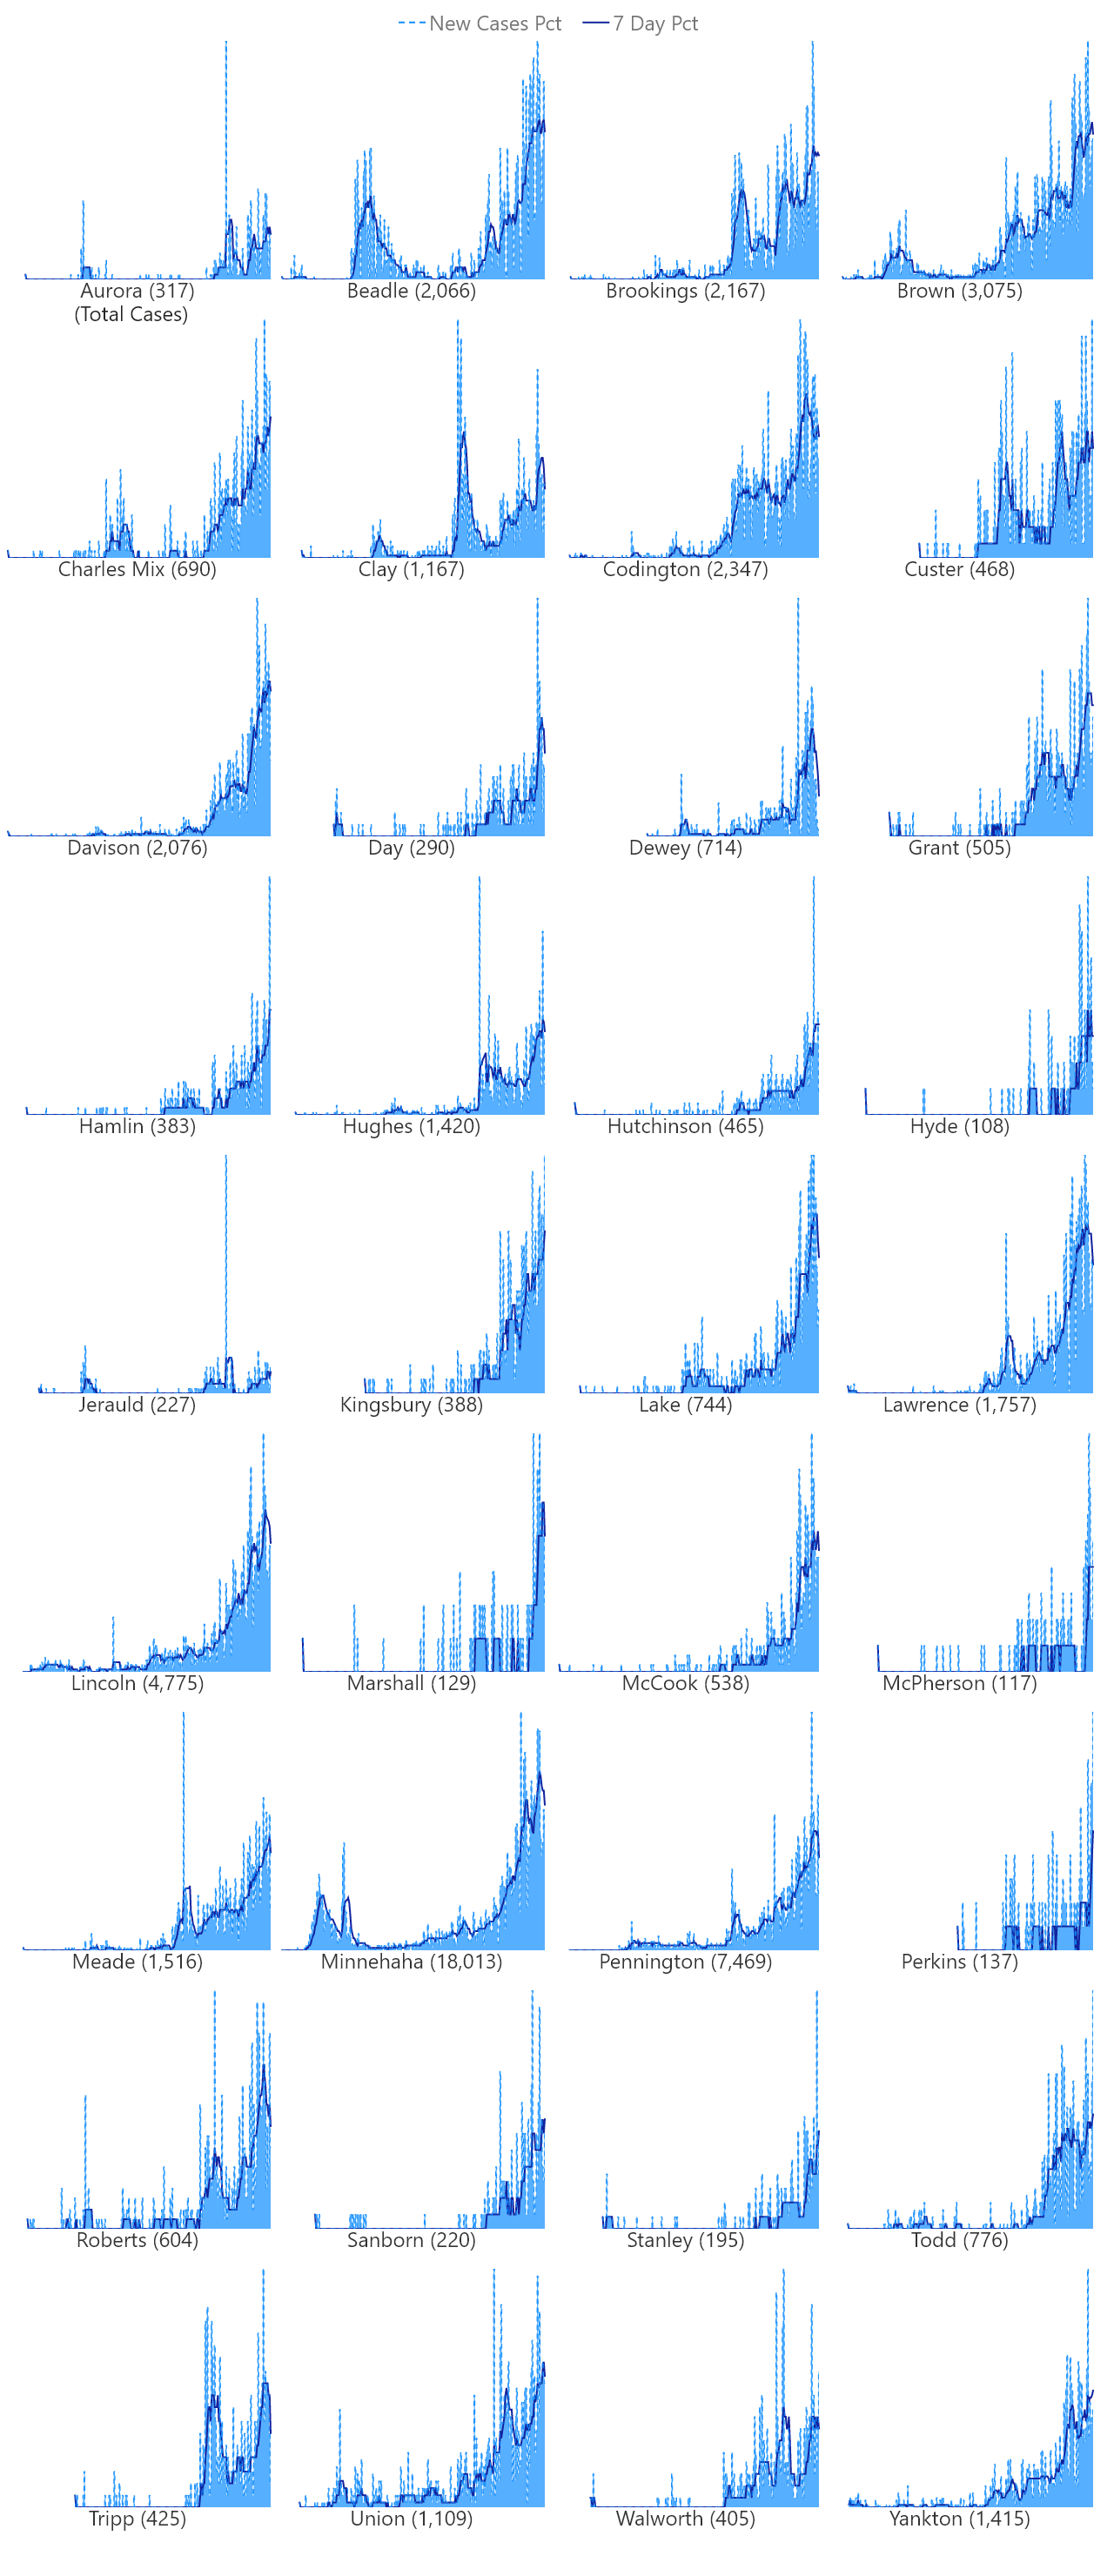 New Cases Pct 7 Day Pct
Aurora (317) Beadle (2,066) Brookings (2,167) Brown (3,075)
(Total Cases)
Charles Mix (690) Clay (1,167) Codington (2,347) Custer (468)
Davison (2,076) Day (290) Dewey (714) Grant (505)
Hamlin (383) Hughes (1,420) Hutchinson (465) Hyde (108)
Jerauld (227) Kingsbury (388) Lake (744) Lawrence (1,757)
Lincoln (4,775) Marshall (129) McCook (538) McPherson (117)
Meade (1,516) Minnehaha (18,013) Pennington (7,469) Perkins (137)
Roberts (604) Sanborn (220) Stanley (195) Todd (776)
Tripp (425) Union (1,109) Walworth (405) Yankton (1,415)